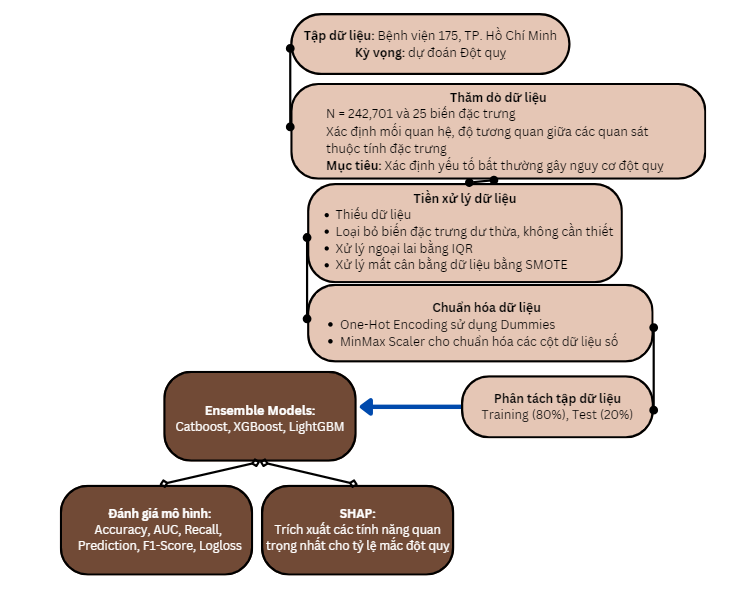 Tập dữ liệu: Bệnh viện 175, TP. Hồ Chí Minh
Kỳ vọng: dự đoán Đột quỵ
Thăm dò dữ liệu
N = 242,701 và 25 biến đặc trưng
Xác định mối quan hệ, độ tương quan giữa các quan sát
thuộc tính đặc trưng
Mục tiêu: Xác định yếu tố bất thường gây nguy cơ đột quỵ
Tiền xử lý dữ liệu
• Thiếu dữ liệu
• Loại bỏ biến đặc trưng dư thừa, không cần thiết
• Xử lý ngoại lai bằng IQR
• Xử lý mất cân bằng dữ liệu bằng SMOTE
Chuẩn hóa dữ liệu
• One-Hot Encoding sử dụng Dummies
• MinMax Scaler cho chuẩn hóa các cột dữ liệu số
Phân tách tập dữ liệu
Training (80%), Test (20%)
Ensemble Models:
Catboost, XGBoost, LightGBM
Đánh giá mô hình:
Accuracy, AUC, Recall,
Prediction, F1-Score, Logloss
SHAP:
Trích xuất các tính năng quan
trọng nhất cho tỷ lệ mắc đột quỵ